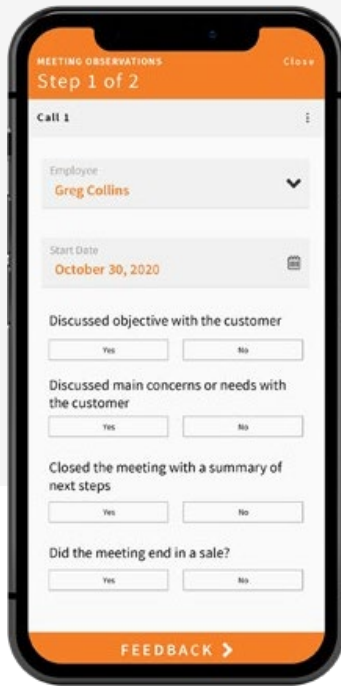 MEETING OBSERVATIONS
Close
Step 1 of 2
Call 1
Employee
Greg Collins
Start Date
October 30, 2020
Discussed objective with the customer
Yes
No
Discussed main concerns or needs with
the customer
Yes
No
Closed the meeting with a summary of
next steps
Yes
No
Did the meeting end in a sale?
Yes
No
FEEDBACK